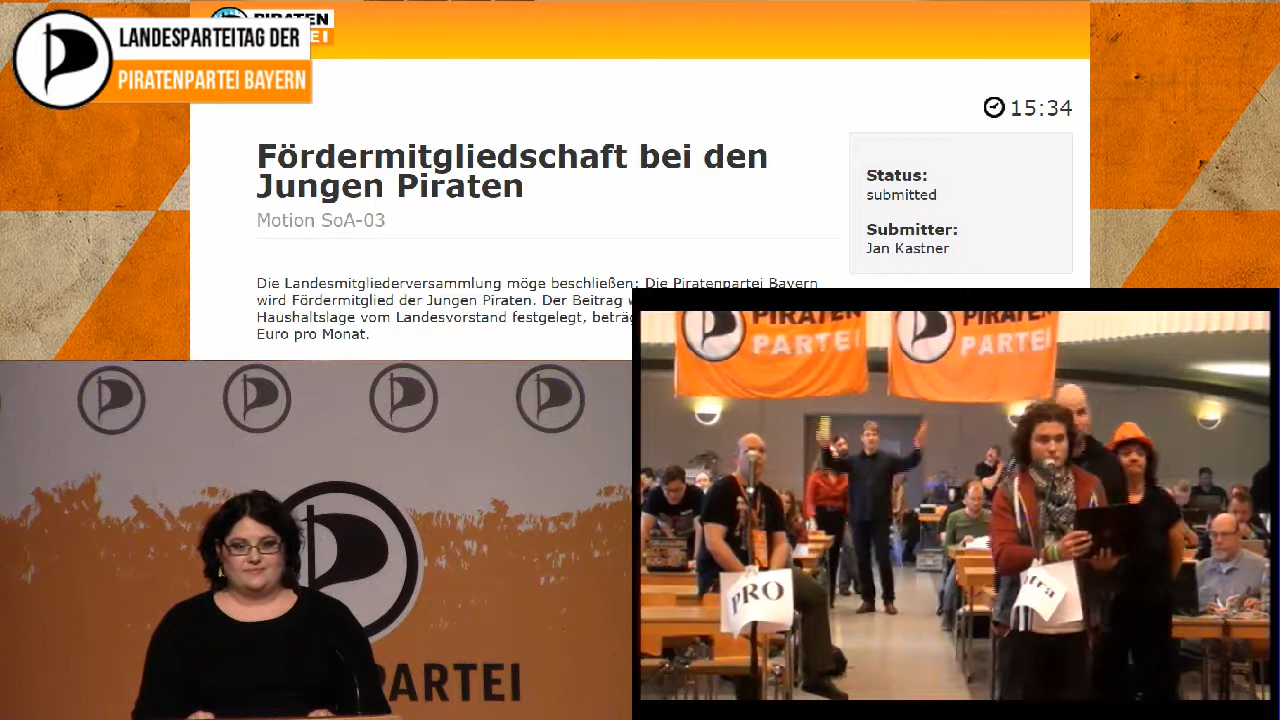 PIRATEN
EI
LANDESPARTEITAG DER
PIRATENPARTEI BAYERN
15:34
Fördermitgliedschaft bei den
Jungen Piraten
Motion SoA-03
Status:
submitted
Submitter:
Jan Kastner
Die Landesmitgliederversammlung möge beschließen: Die Piratenpartei Bayern
wird Fördermitglied der Jungen Piraten. Der Beitrag
Haushaltslage vom Landesvorstand festgelegt,
Euro pro Monat.
PIRATEN
PARTEI
PIRATEN
PARTEI
PRO
PARTEI